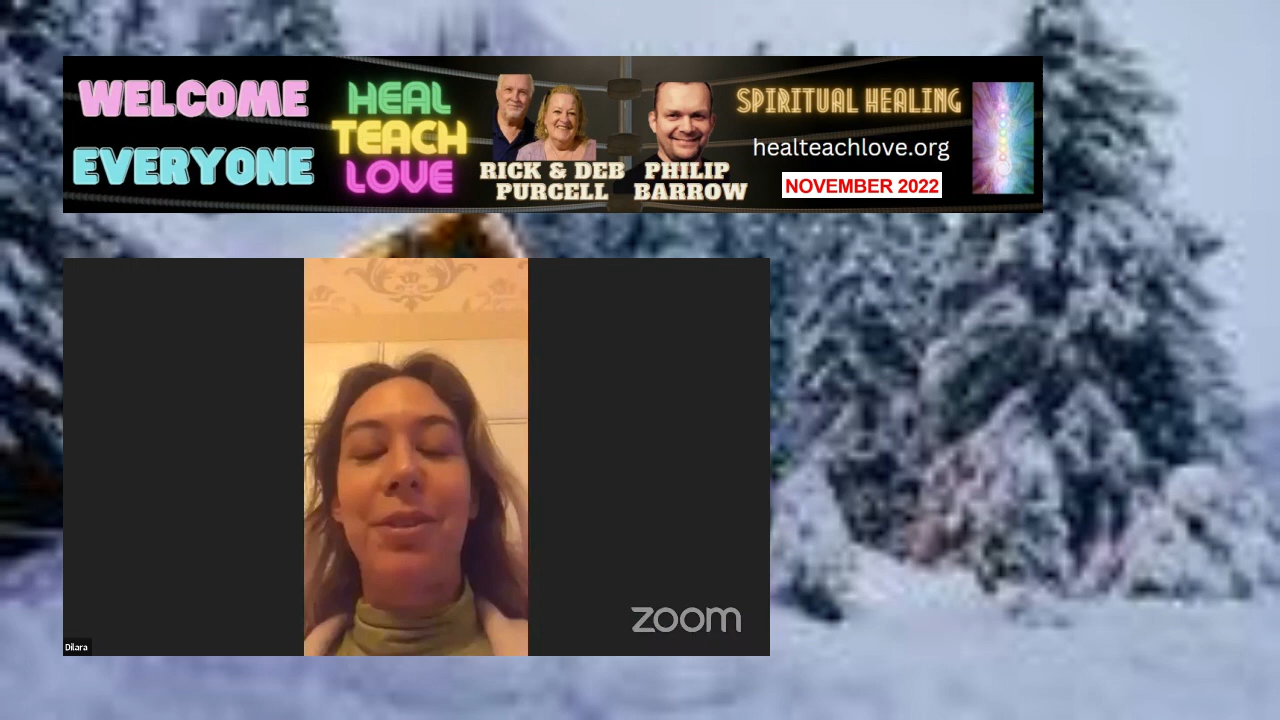 WELCOME
EVERYONE
HEAL
TEACH
LOVE
RICK & DEB
PURCELL
PHILIP
BARROW
SPIRITUAL HEALING
healteachlove.org
NOVEMBER 2022
zoom
Dilara